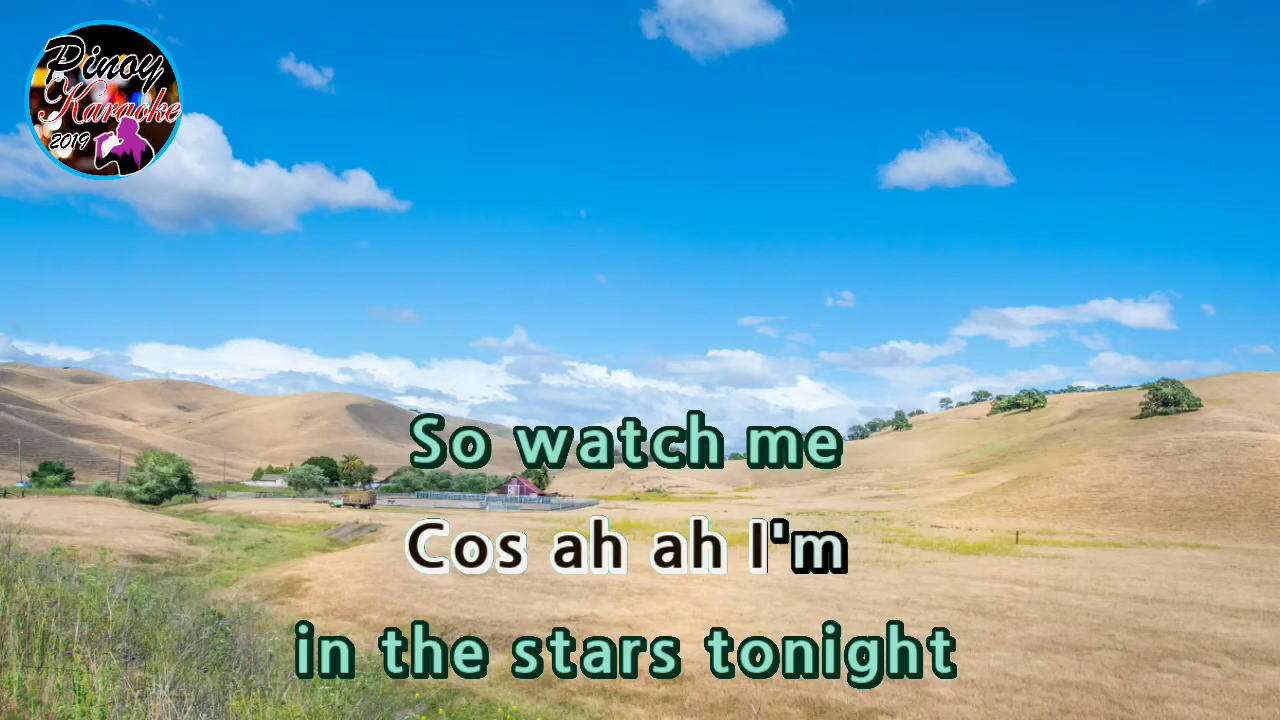 Pinoy
Karaoke
2019
So watch me
Cos ah ah I'm
in the stars tonight